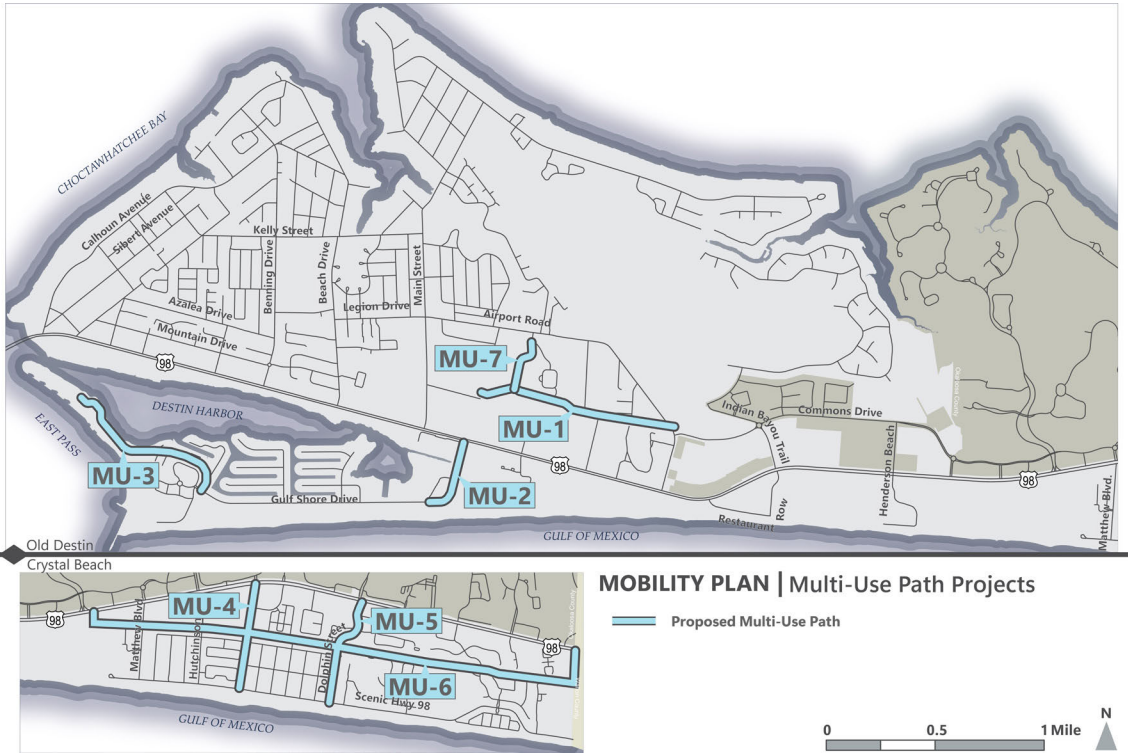 CHOCTAWHATCHEE BAY
Calhoun Avenue
Sibert Avenue
Kelly Street
Benning Drive
Beach Drive
Main Street
Legion Drive
Azalea Drive
Airport Road
Mountain Drive
98
MU-7
DESTIN HARBOR
EAST PASS
MU-1
MU-3
MU-2
98
Gulf Shore Drive
Indian Bayou Trail
Commons Drive
Henderson Beach
Restaurant
Row
98
Matthew Blvd.
Okaloosa County
GULF OF MEXICO
Old Destin
Crystal Beach
98
MU-4
MU-5
Matthew Blvd
Hutchinson
Dolphin Street
98
MU-6
Scenic Hwy 98
GULF OF MEXICO
MOBILITY PLAN | Multi-Use Path Projects
Proposed Multi-Use Path
0 0.5 1 Mile
N